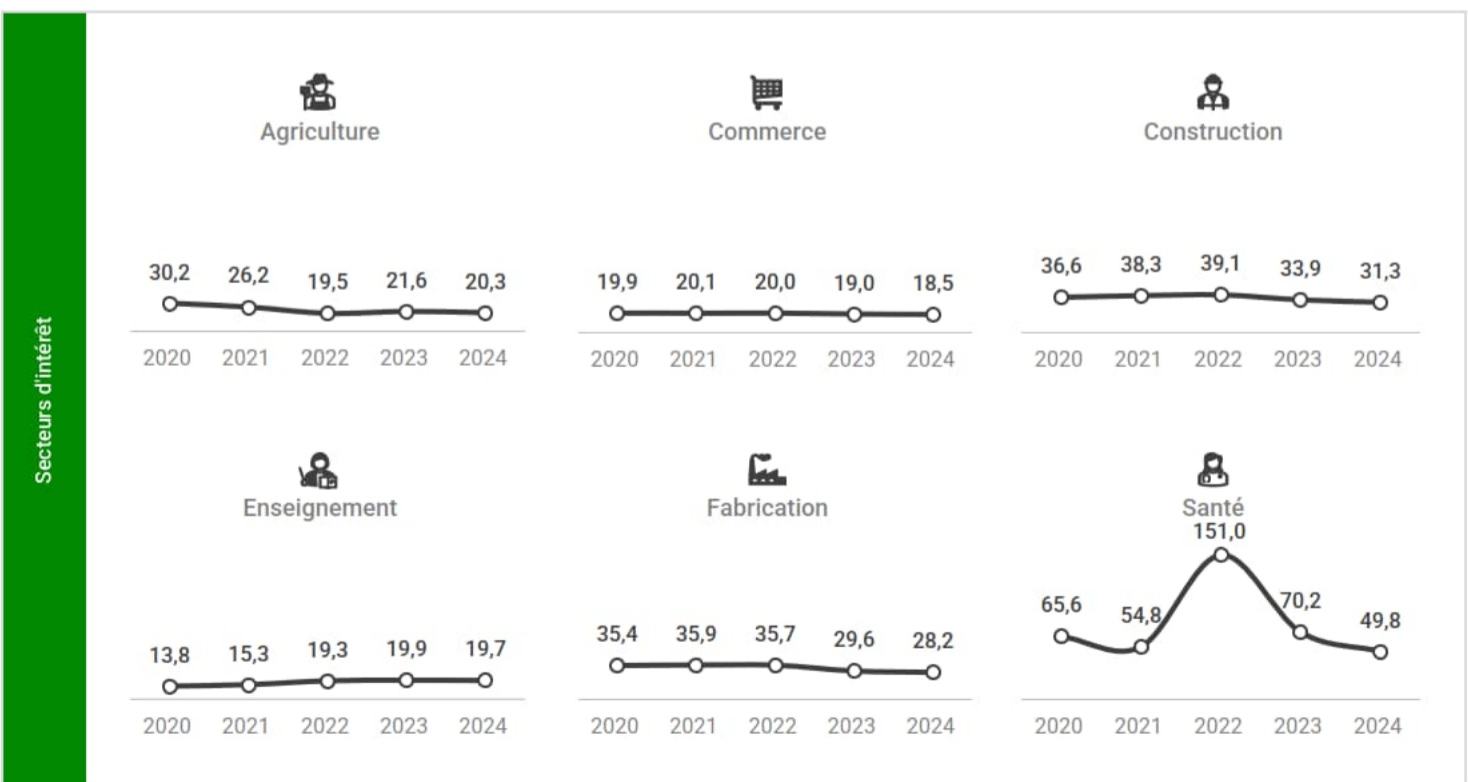 Secteurs d'intérêt
Agriculture
30,2 26,2 19,5 21,6 20,3
2020 2021 2022 2023 2024
Commerce
19,9 20,1 20,0 19,0 18,5
2020 2021 2022 2023 2024
Construction
36,6 38,3 39,1 33,9 31,3
2020 2021 2022 2023 2024
Enseignement
13,8 15,3 19,3 19,9 19,7
2020 2021 2022 2023 2024
Fabrication
35,4 35,9 35,7 29,6 28,2
2020 2021 2022 2023 2024
Santé
65,6 54,8 151,0 70,2 49,8
2020 2021 2022 2023 2024